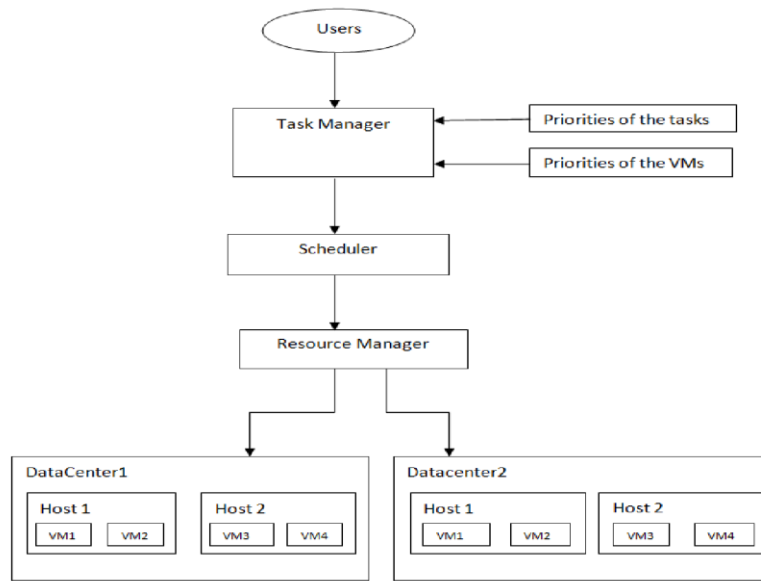 Users
Task Manager
Priorities of the tasks
Priorities of the VMs
Scheduler
Resource Manager
DataCenter1
Host 1
VM1
VM2
Host 2
VM3
VM4
Datacenter2
Host 1
VM1
VM2
Host 2
VM3
VM4